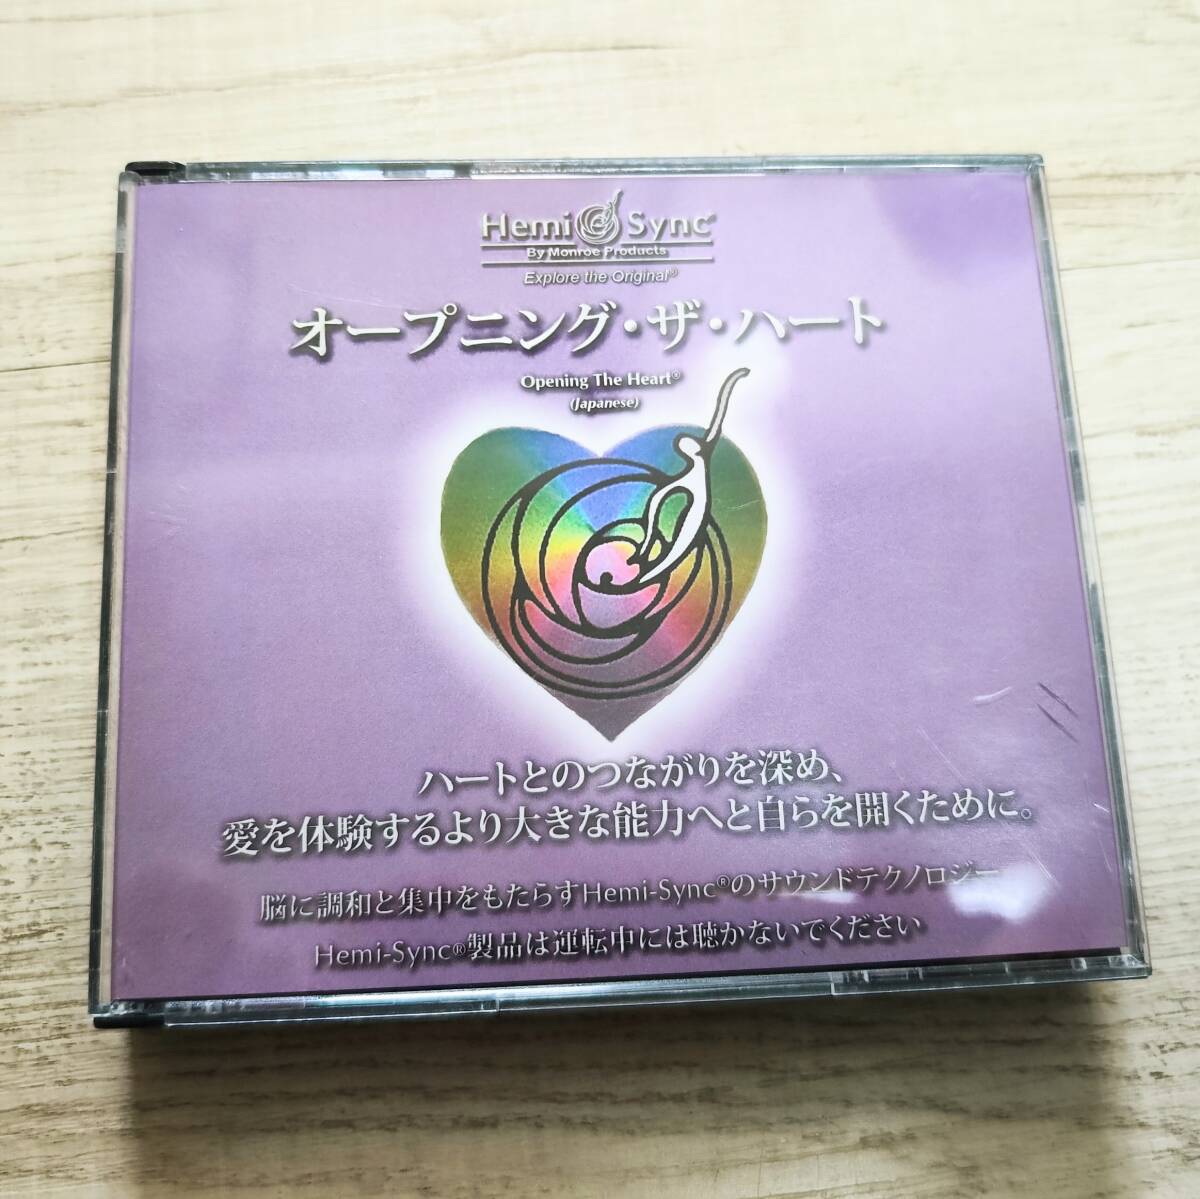 Hemi Sync®
By Monroe Products
Explore the Original®
オープニング・ザ・ハート
Opening The Heart®
(Japanese)
ハートとのつながりを深め、
愛を体験するより大きな能力へと自らを開くために。
脳に調和と集中をもたらすHemi-Sync®のサウンドテクノロジー
Hemi-Sync®製品は運転中には聴かないでください